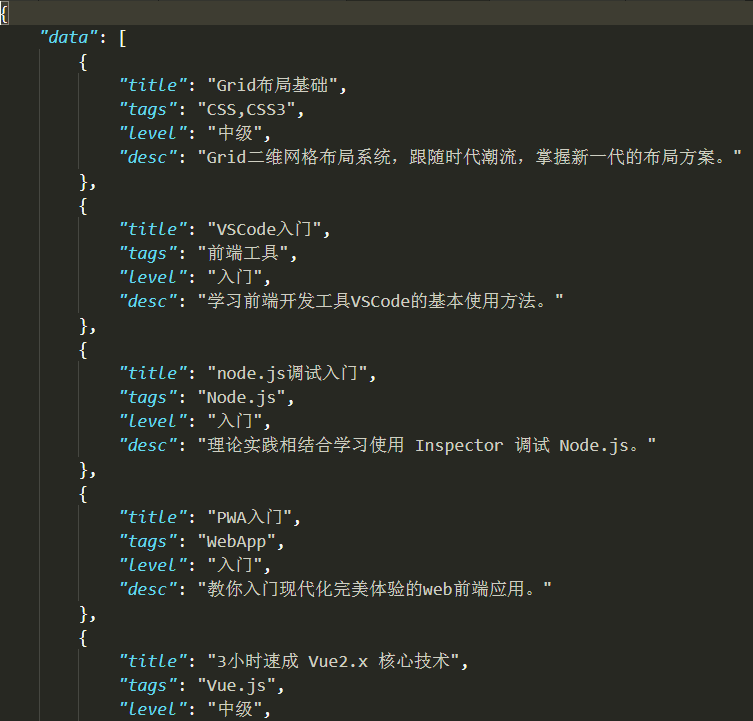 {
"data": [
{
"title": "Grid布局基础",
"tags": "CSS,CSS3",
"level": "中级",
"desc": "Grid二维网格布局系统，跟随时代潮流，掌握新一代的布局方案。"
},
{
"title": "VSCode入门",
"tags": "前端工具",
"level": "入门",
"desc": "学习前端开发工具VSCode的基本使用方法。"
},
{
"title": "node.js调试入门",
"tags": "Node.js",
"level": "入门",
"desc": "理论实践相结合学习使用 Inspector 调试 Node.js。"
},
{
"title": "PWA入门",
"tags": "WebApp",
"level": "入门",
"desc": "教你入门现代化完美体验的web前端应用。"
},
{
"title": "3小时速成 Vue2.x 核心技术",
"tags": "Vue.js",
"level": "中级",